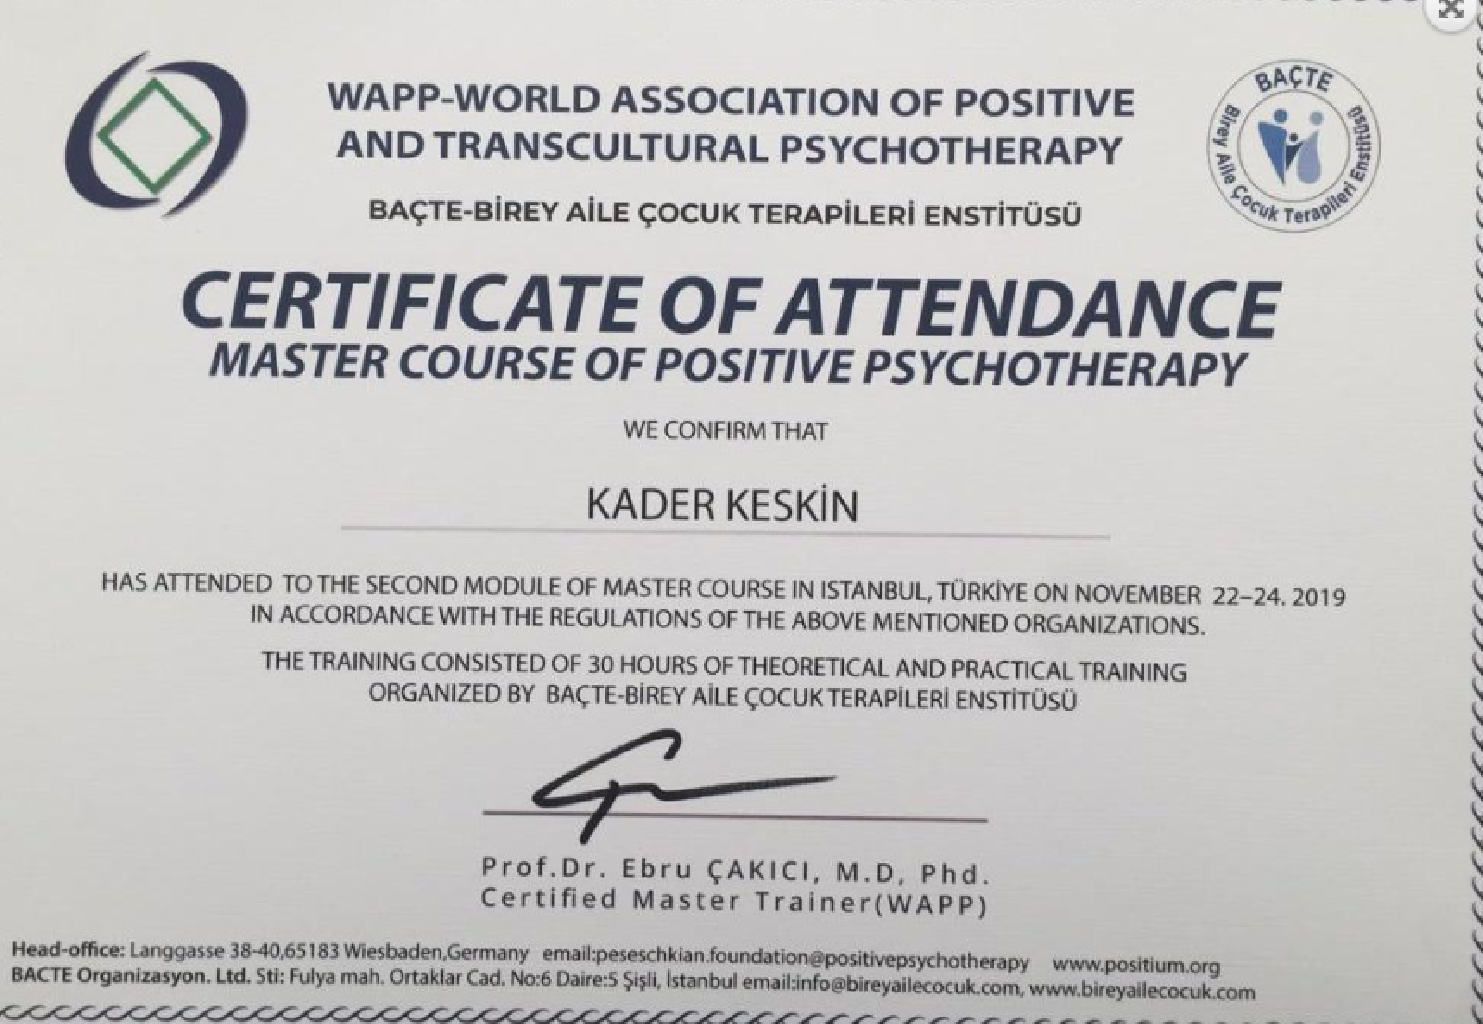 WAPP-WORLD ASSOCIATION OF POSITIVE
AND TRANSCULTURAL PSYCHOTHERAPY
BAÇTE-BİREY AİLE ÇOCUK TERAPİLERİ ENSTİTÜSÜ
BAÇTE
Birey Aile Çocuk Terapileri Enstitüsü
CERTIFICATE OF ATTENDANCE
MASTER COURSE OF POSITIVE PSYCHOTHERAPY
WE CONFIRM THAT
KADER KESKİN
HAS ATTENDED TO THE SECOND MODULE OF MASTER COURSE IN ISTANBUL, TÜRKİYE ON NOVEMBER 22–24. 2019
IN ACCORDANCE WITH THE REGULATIONS OF THE ABOVE MENTIONED ORGANIZATIONS.
THE TRAINING CONSISTED OF 30 HOURS OF THEORETICAL AND PRACTICAL TRAINING
ORGANIZED BY BAÇTE-BİREY AİLE ÇOCUK TERAPİLERİ ENSTİTÜSÜ
Prof.Dr. Ebru ÇAKICI, M.D, Phd.
Certified Master Trainer(WAPP)
Head-office: Langgasse 38-40,65183 Wiesbaden,Germany email:peseschkian.foundation@positivepsychotherapy www.positium.org
BACTE Organizasyon. Ltd. Sti: Fulya mah. Ortaklar Cad. No:6 Daire:5 Şişli, İstanbul email:info@bireyailecocuk.com, www.bireyailecocuk.com